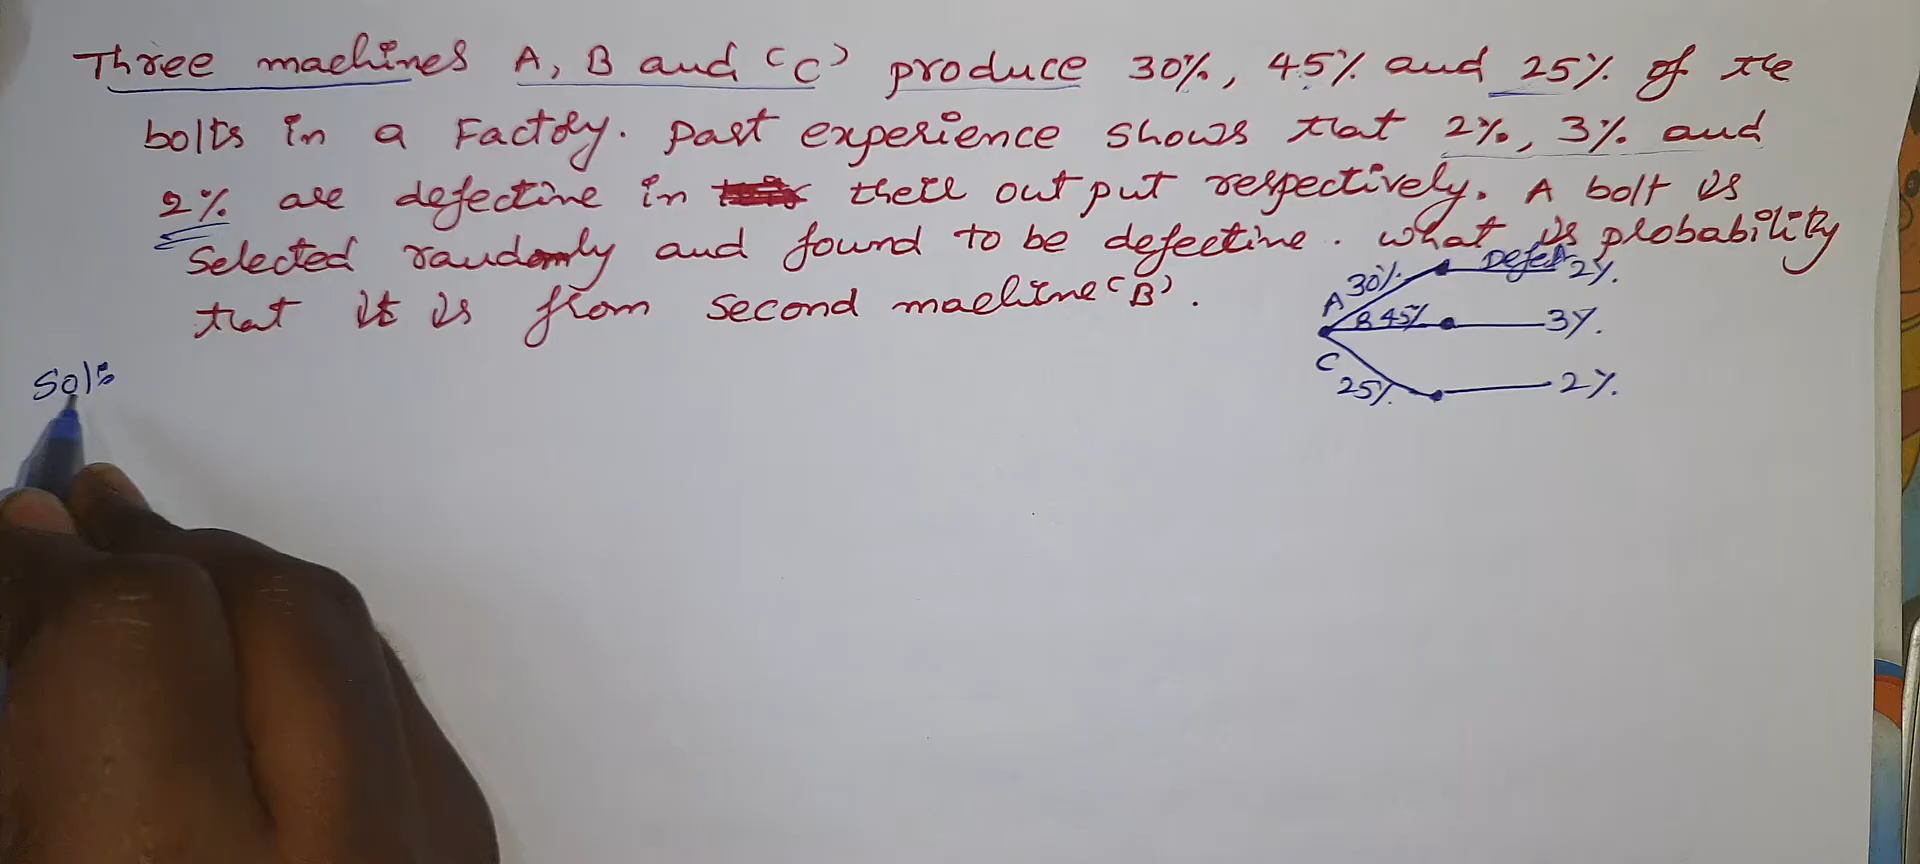 Three machines A, B and 'C' produce 30%, 45% and 25% of the
bolts in a Factory. Past experience shows that 2%, 3% and
2% are defective in their output respectively. A bolt is
selected randomly and found to be defective. what is probability
that it is from second machine 'B'.
A 30% Defect 2%.
B 45% 3%.
C 25% 2%.
Sol: